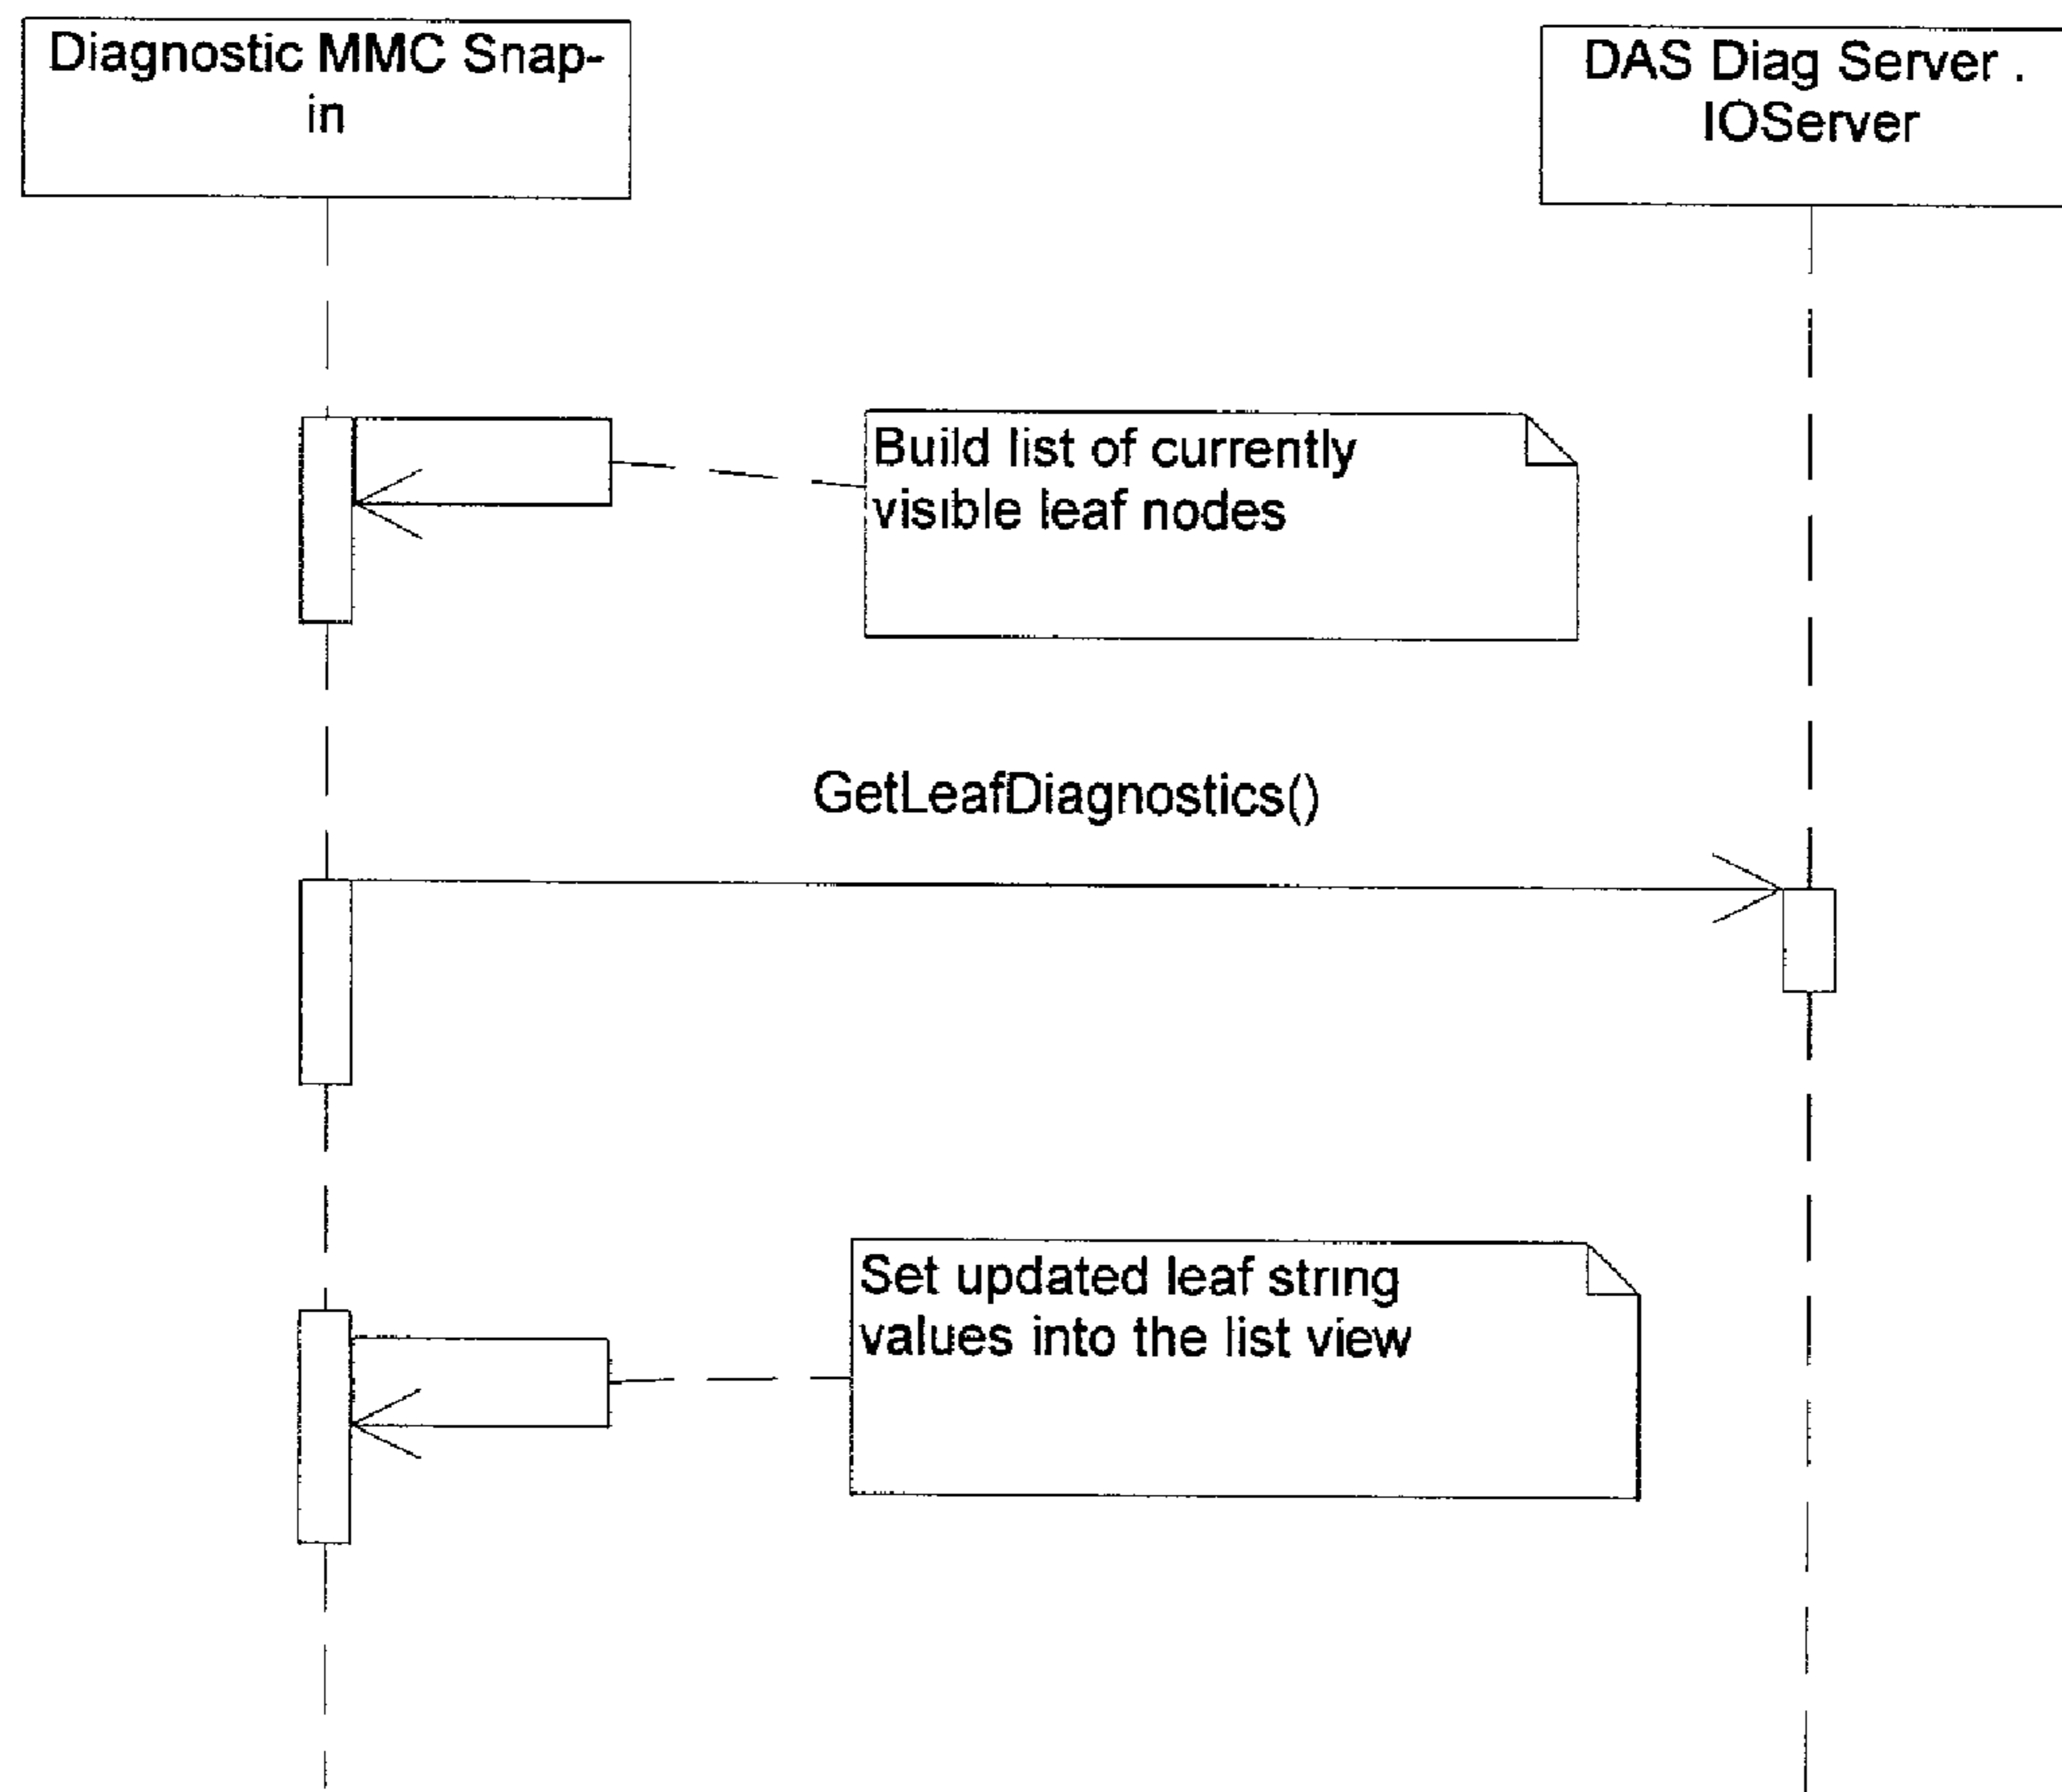 Diagnostic MMC Snap-
in
DAS Diag Server .
IOServer
Build list of currently
visible leaf nodes
GetLeafDiagnostics()
Set updated leaf string
values into the list view